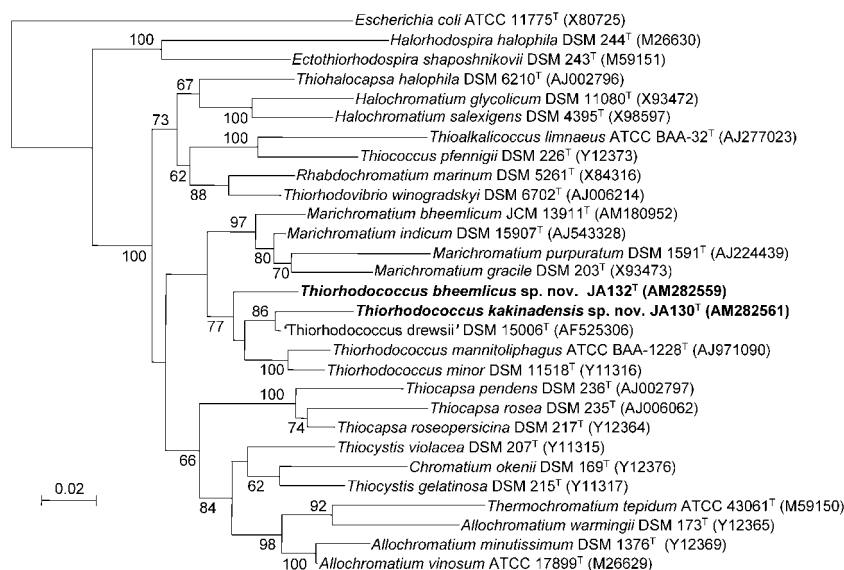 Escherichia coli ATCC 11775ᵀ (X80725)
100
Halorhodospira halophila DSM 244ᵀ (M26630)
Ectothiorhodospira shaposhnikovii DSM 243ᵀ (M59151)
67
Thiohalocapsa halophila DSM 6210ᵀ (AJ002796)
Halochromatium glycolicum DSM 11080ᵀ (X93472)
73
100
Halochromatium salexigens DSM 4395ᵀ (X98597)
100
Thioalkalicoccus limnaeus ATCC BAA-32ᵀ (AJ277023)
Thiococcus pfennigii DSM 226ᵀ (Y12373)
62
Rhabdochromatium marinum DSM 5261ᵀ (X84316)
88
Thiorhodovibrio winogradskyi DSM 6702ᵀ (AJ006214)
97
Marichromatium bheemlicum JCM 13911ᵀ (AM180952)
Marichromatium indicum DSM 15907ᵀ (AJ543328)
100
80
Marichromatium purpuratum DSM 1591ᵀ (AJ224439)
70
Marichromatium gracile DSM 203ᵀ (X93473)
Thiorhodococcus bheemlicus sp. nov. JA132ᵀ (AM282559)
86
Thiorhodococcus kakinadensis sp. nov. JA130ᵀ (AM282561)
77
'Thiorhodococcus drewsii' DSM 15006ᵀ (AF525306)
Thiorhodococcus mannitoliphagus ATCC BAA-1228ᵀ (AJ971090)
100
Thiorhodococcus minor DSM 11518ᵀ (Y11316)
100
Thiocapsa pendens DSM 236ᵀ (AJ002797)
Thiocapsa rosea DSM 235ᵀ (AJ006062)
74
Thiocapsa roseopersicina DSM 217ᵀ (Y12364)
66
Thiocystis violacea DSM 207ᵀ (Y11315)
Chromatium okenii DSM 169ᵀ (Y12376)
62
Thiocystis gelatinosa DSM 215ᵀ (Y11317)
0.02
84
92
Thermochromatium tepidum ATCC 43061ᵀ (M59150)
Allochromatium warmingii DSM 173ᵀ (Y12365)
98
Allochromatium minutissimum DSM 1376ᵀ (Y12369)
100
Allochromatium vinosum ATCC 17899ᵀ (M26629)